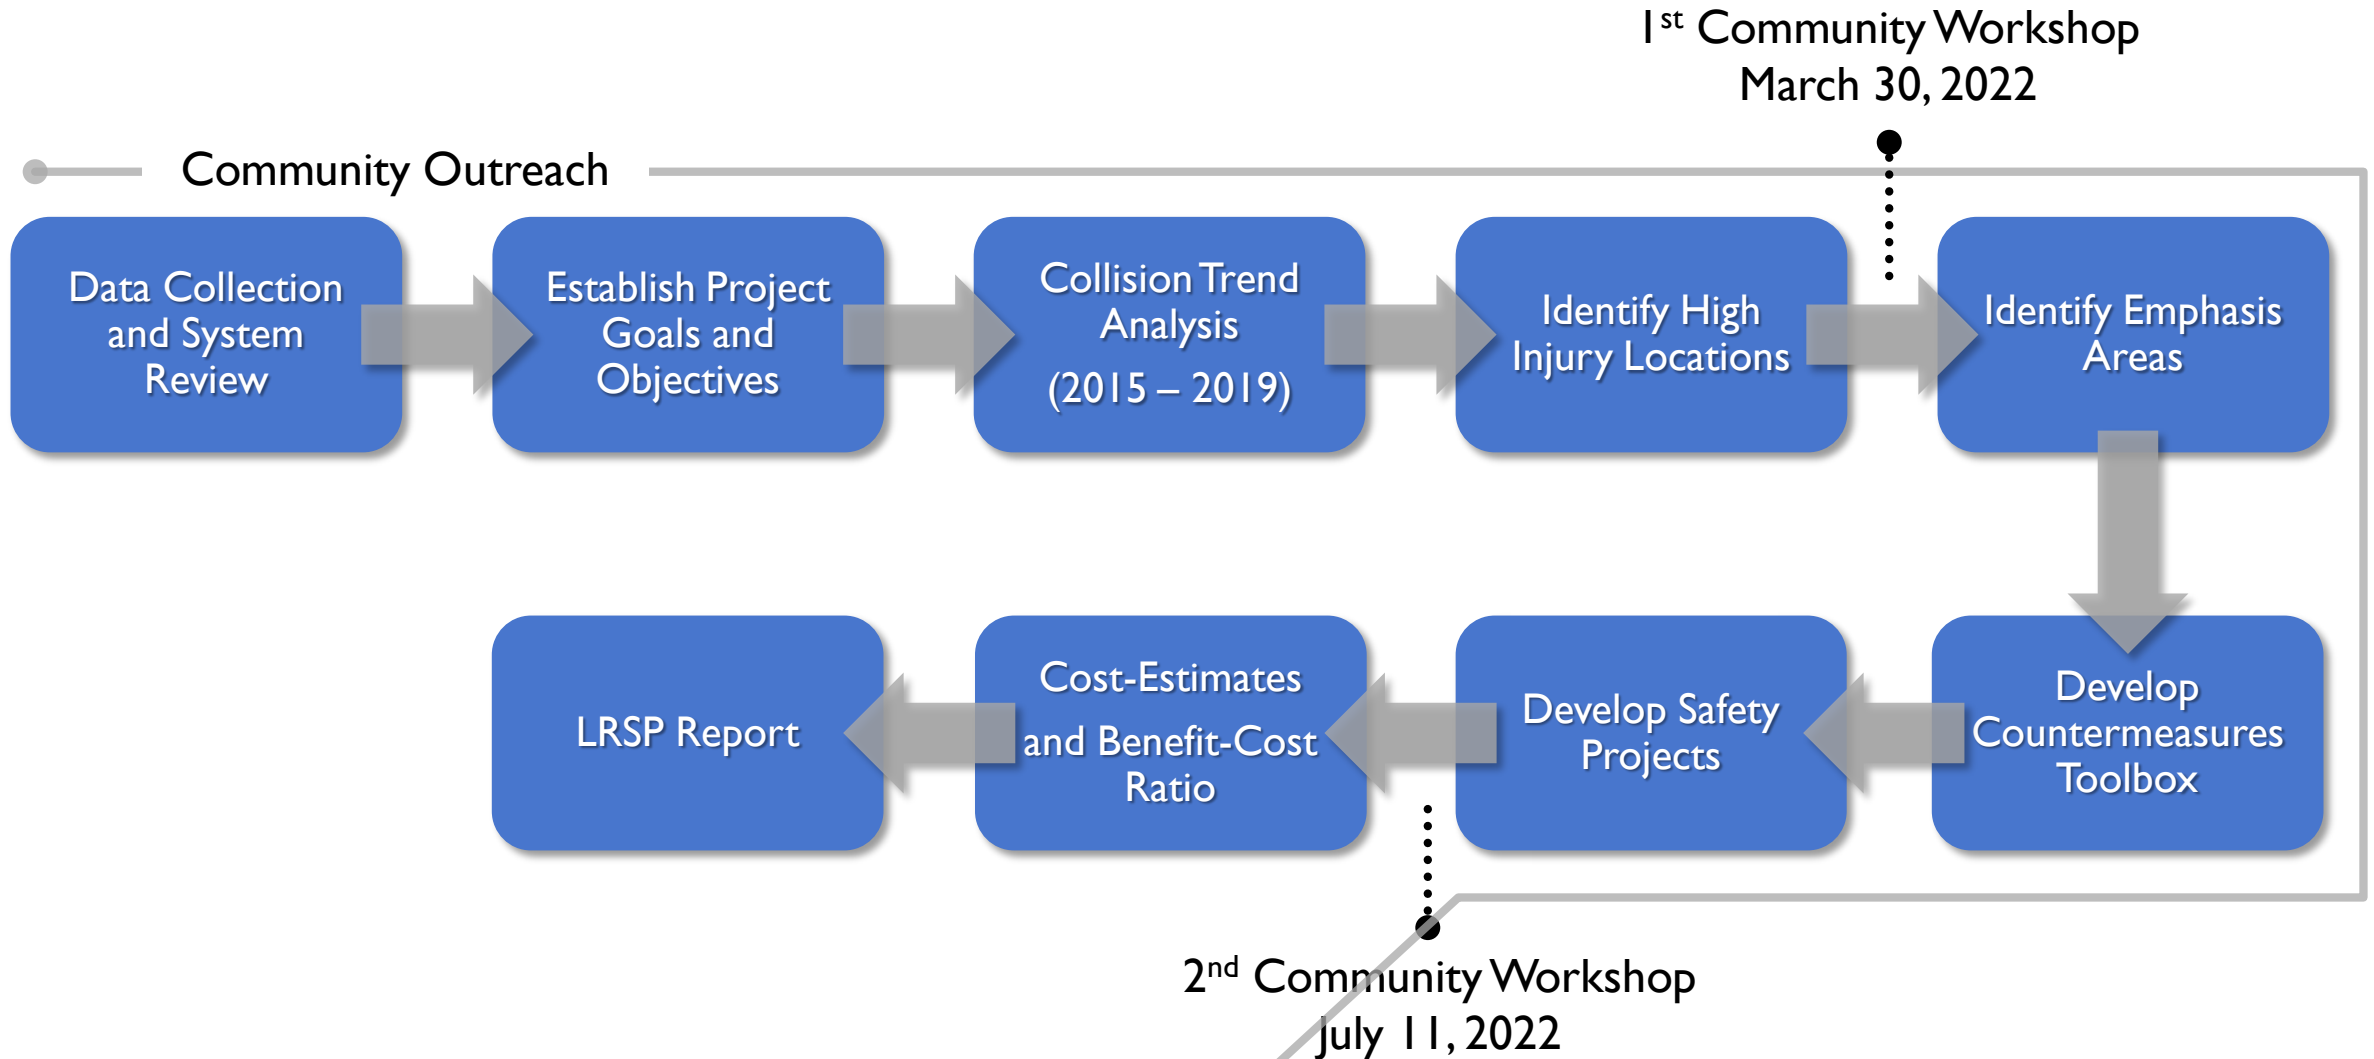 1st Community Workshop
March 30, 2022
Community Outreach
Data Collection
and System
Review
Establish Project
Goals and
Objectives
Collision Trend
Analysis
(2015 – 2019)
Identify High
Injury Locations
Identify Emphasis
Areas
LRSP Report
Cost-Estimates
and Benefit-Cost
Ratio
Develop Safety
Projects
Develop
Countermeasures
Toolbox
2nd Community Workshop
July 11, 2022